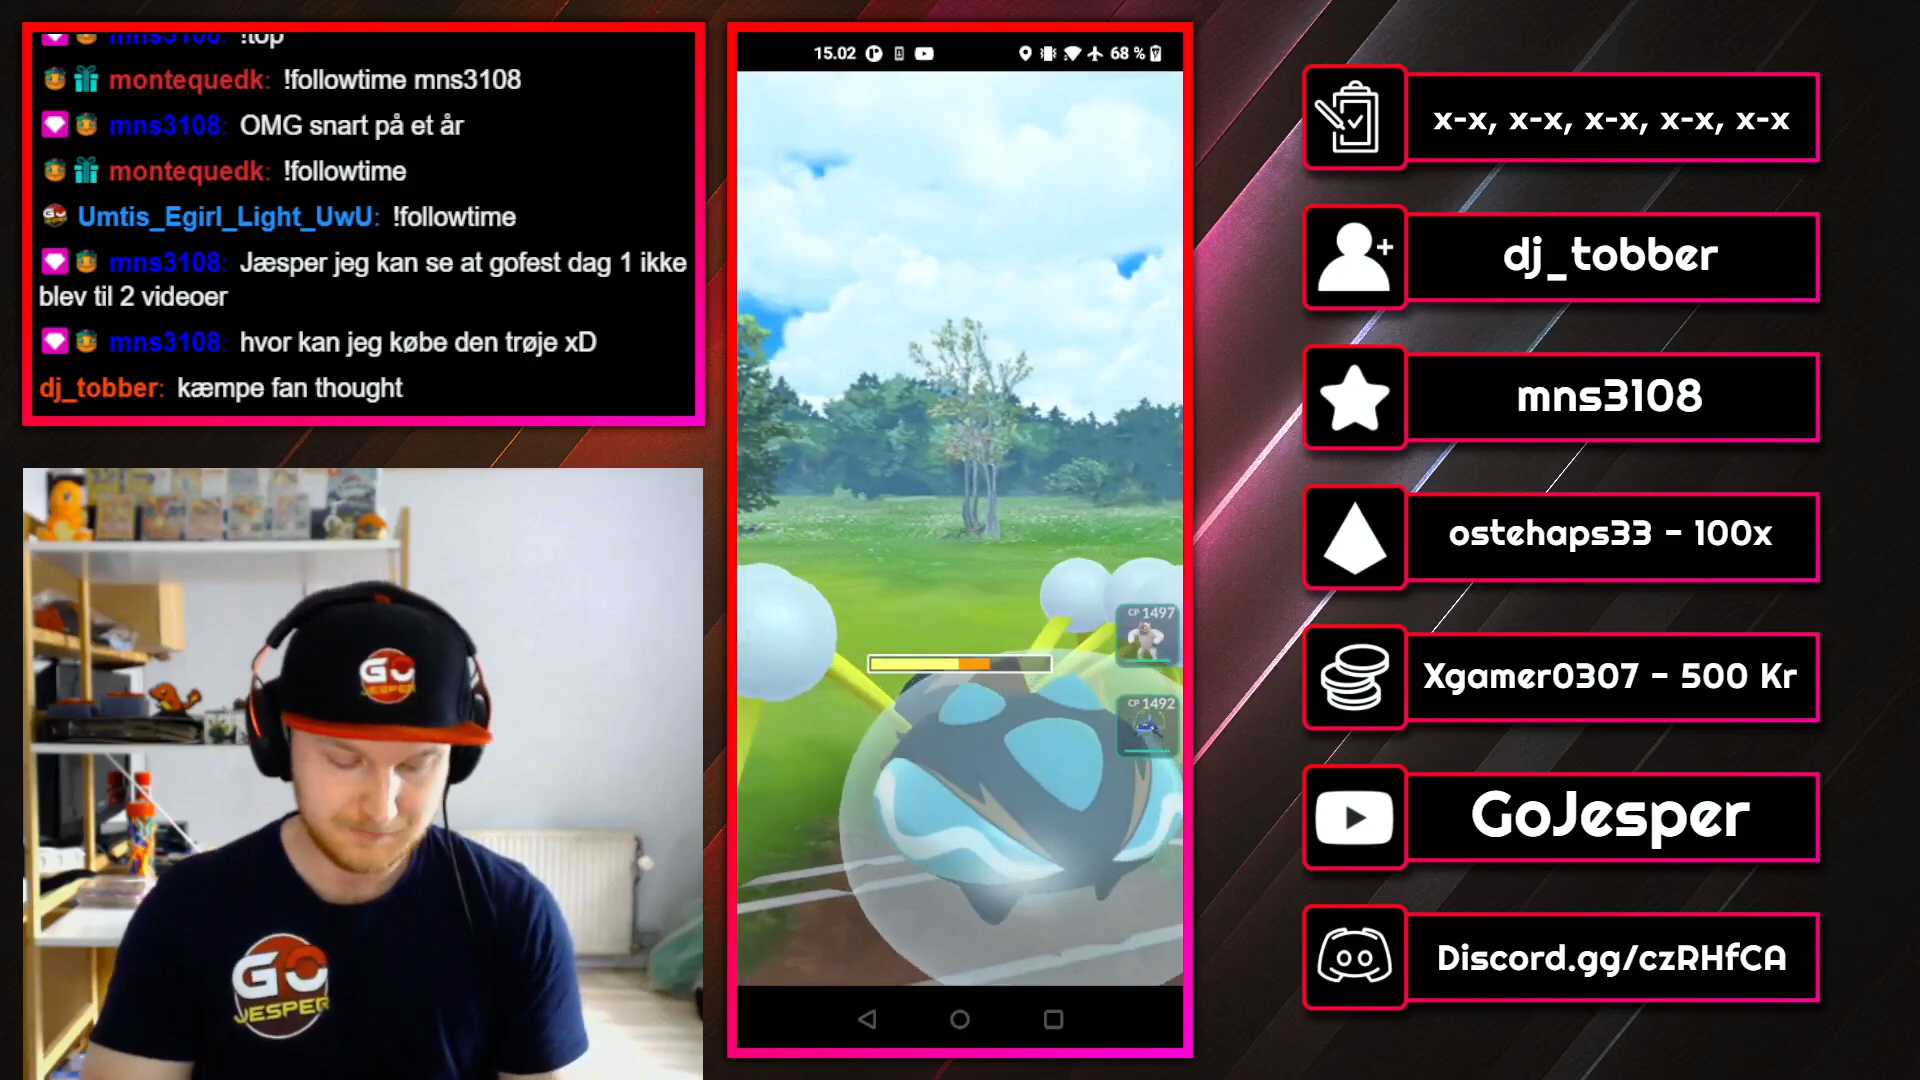 mns3108: !top
montequedk: !followtime mns3108
mns3108: OMG snart på et år
montequedk: !followtime
Umtis_Egirl_Light_UwU: !followtime
mns3108: Jæsper jeg kan se at gofest dag 1 ikke
blev til 2 videoer
mns3108: hvor kan jeg købe den trøje xD
dj_tobber: kæmpe fan thought
GO
JESPER
GO
JESPER
15.02
68 %
CP 1497
CP 1492
x-x, x-x, x-x, x-x, x-x
dj_tobber
mns3108
ostehaps33 - 100x
Xgamer0307 - 500 Kr
GoJesper
Discord.gg/czRHfCA